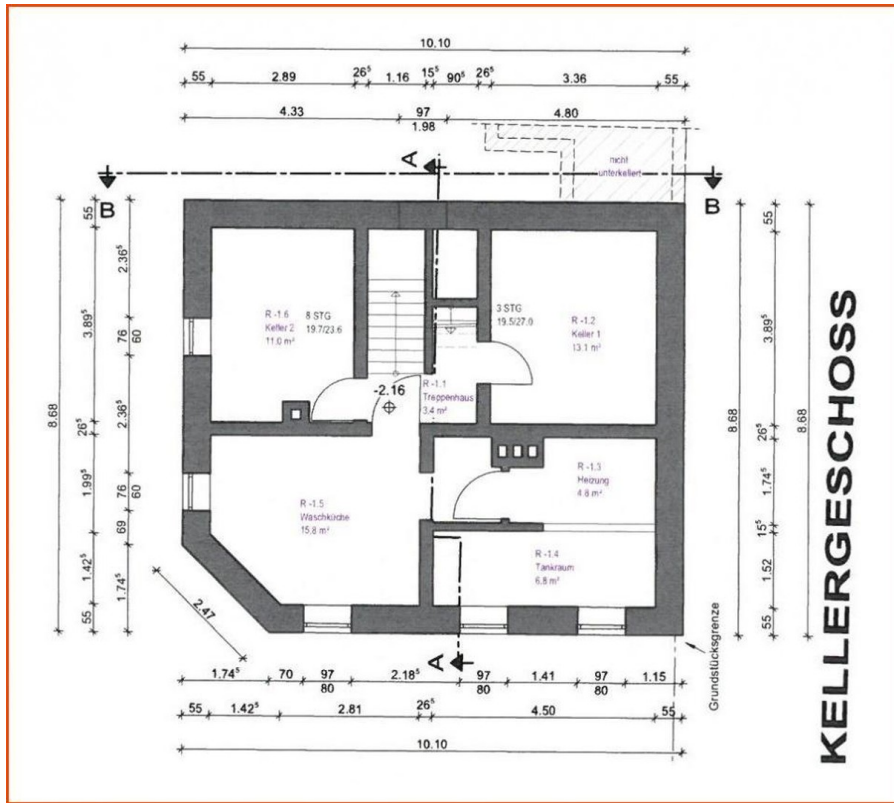 10.10
55 2.89 26⁵ 1.16 15⁵ 90⁵ 26⁵ 3.36 55
4.33 97 4.80
1.98
nicht
unterkellert
A
B B
8.68
55
3.89⁵
26⁵
1.99⁵
1.42⁵
55
2.36⁵
76
60
2.36⁵
76
60
69
1.74⁵
2.47
R -1.6
Keller 2
11.0 m²
8 STG
19.7/23.6
3 STG
19.5/27.0
R -1.2
Keller 1
13.1 m²
-2.16
R -1.1
Treppenhaus
3.4 m²
R -1.3
Heizung
4.8 m²
R -1.5
Waschküche
15.8 m²
R -1.4
Tankraum
6.8 m²
A
8.68
55
3.89⁵
26⁵
1.74⁵
15⁵
1.52
55
8.68
Grundstücksgrenze
KELLERGESCHOSS
1.74⁵ 70 97 2.18⁵ 97 1.41 97 1.15
80 80 80
55 1.42⁵ 2.81 26⁵ 4.50 55
10.10